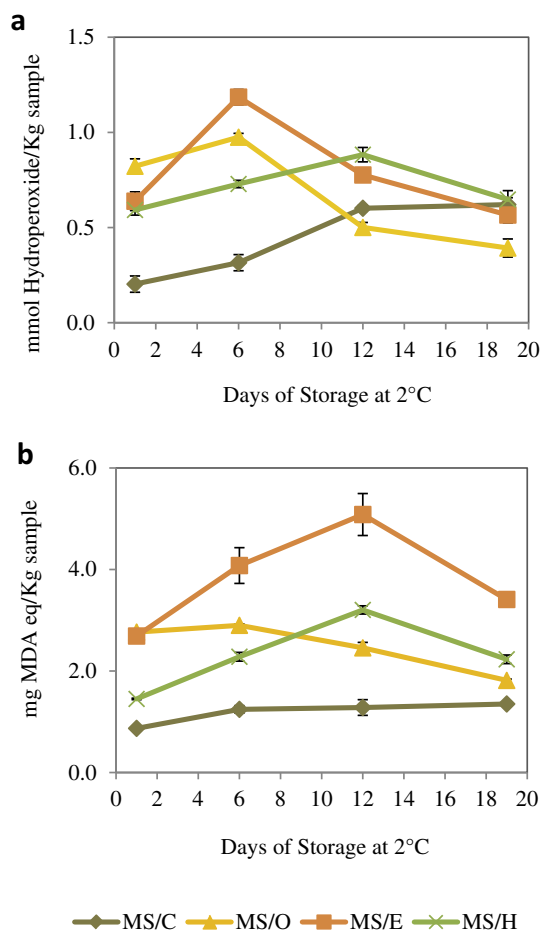 a
mmol Hydroperoxide/Kg sample
1.5
1.0
0.5
0.0
0 2 4 6 8 10 12 14 16 18 20
Days of Storage at 2°C
b
mg MDA eq/Kg sample
6.0
4.0
2.0
0.0
0 2 4 6 8 10 12 14 16 18 20
Days of Storage at 2°C
MS/C MS/O MS/E MS/H